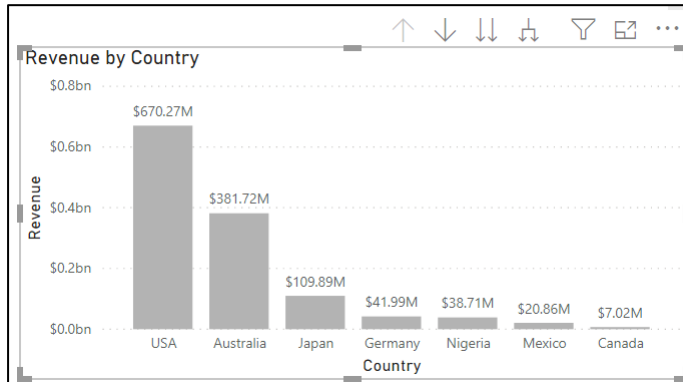 Revenue by Country
$0.8bn
$670.27M
$0.6bn
$381.72M
$0.4bn
Revenue
$0.2bn
$109.89M
$41.99M
$38.71M
$20.86M
$7.02M
$0.0bn
USA Australia Japan Germany Nigeria Mexico Canada
Country